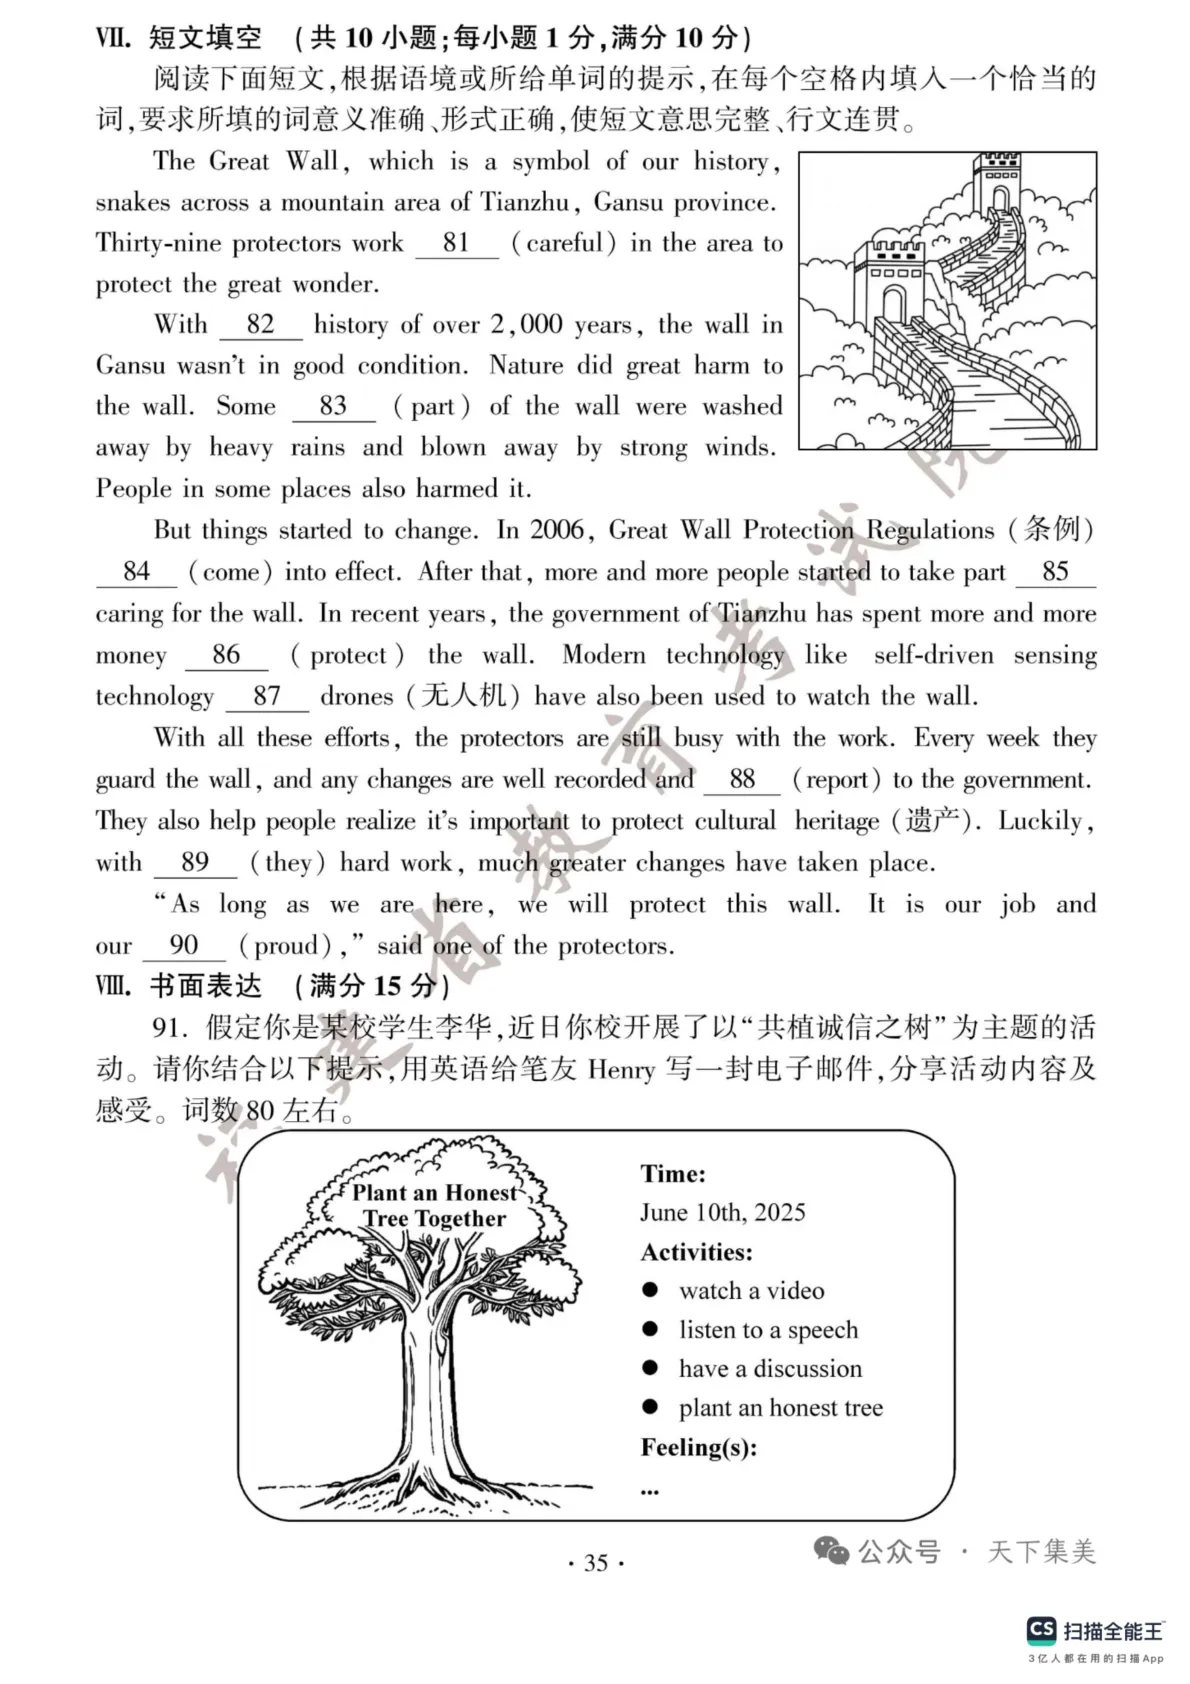 Ⅶ. 短文填空 (共 10 小题;每小题 1 分,满分 10 分)
阅读下面短文,根据语境或所给单词的提示,在每个空格内填入一个恰当的
词,要求所填的词意义准确、形式正确,使短文意思完整、行文连贯。
The Great Wall, which is a symbol of our history,
snakes across a mountain area of Tianzhu, Gansu province.
Thirty-nine protectors work 81 (careful) in the area to
protect the great wonder.
With 82 history of over 2,000 years, the wall in
Gansu wasn't in good condition. Nature did great harm to
the wall. Some 83 (part) of the wall were washed
away by heavy rains and blown away by strong winds.
People in some places also harmed it.
But things started to change. In 2006, Great Wall Protection Regulations (条例)
84 (come) into effect. After that, more and more people started to take part 85
caring for the wall. In recent years, the government of Tianzhu has spent more and more
money 86 (protect) the wall. Modern technology like self-driven sensing
technology 87 drones (无人机) have also been used to watch the wall.
With all these efforts, the protectors are still busy with the work. Every week they
guard the wall, and any changes are well recorded and 88 (report) to the government.
They also help people realize it's important to protect cultural heritage (遗产). Luckily,
with 89 (they) hard work, much greater changes have taken place.
“As long as we are here, we will protect this wall. It is our job and
our 90 (proud),” said one of the protectors.
Ⅷ. 书面表达 (满分 15 分)
91. 假定你是某校学生李华,近日你校开展了以“共植诚信之树”为主题的活
动。请你结合以下提示,用英语给笔友 Henry 写一封电子邮件,分享活动内容及
感受。词数 80 左右。
Plant an Honest
Tree Together
Time:
June 10th, 2025
Activities:
● watch a video
● listen to a speech
● have a discussion
● plant an honest tree
Feeling(s):
...
公众号 · 天下集美
· 35 ·
CS 扫描全能王™
3亿人都在用的扫描App
福建省教育考试院